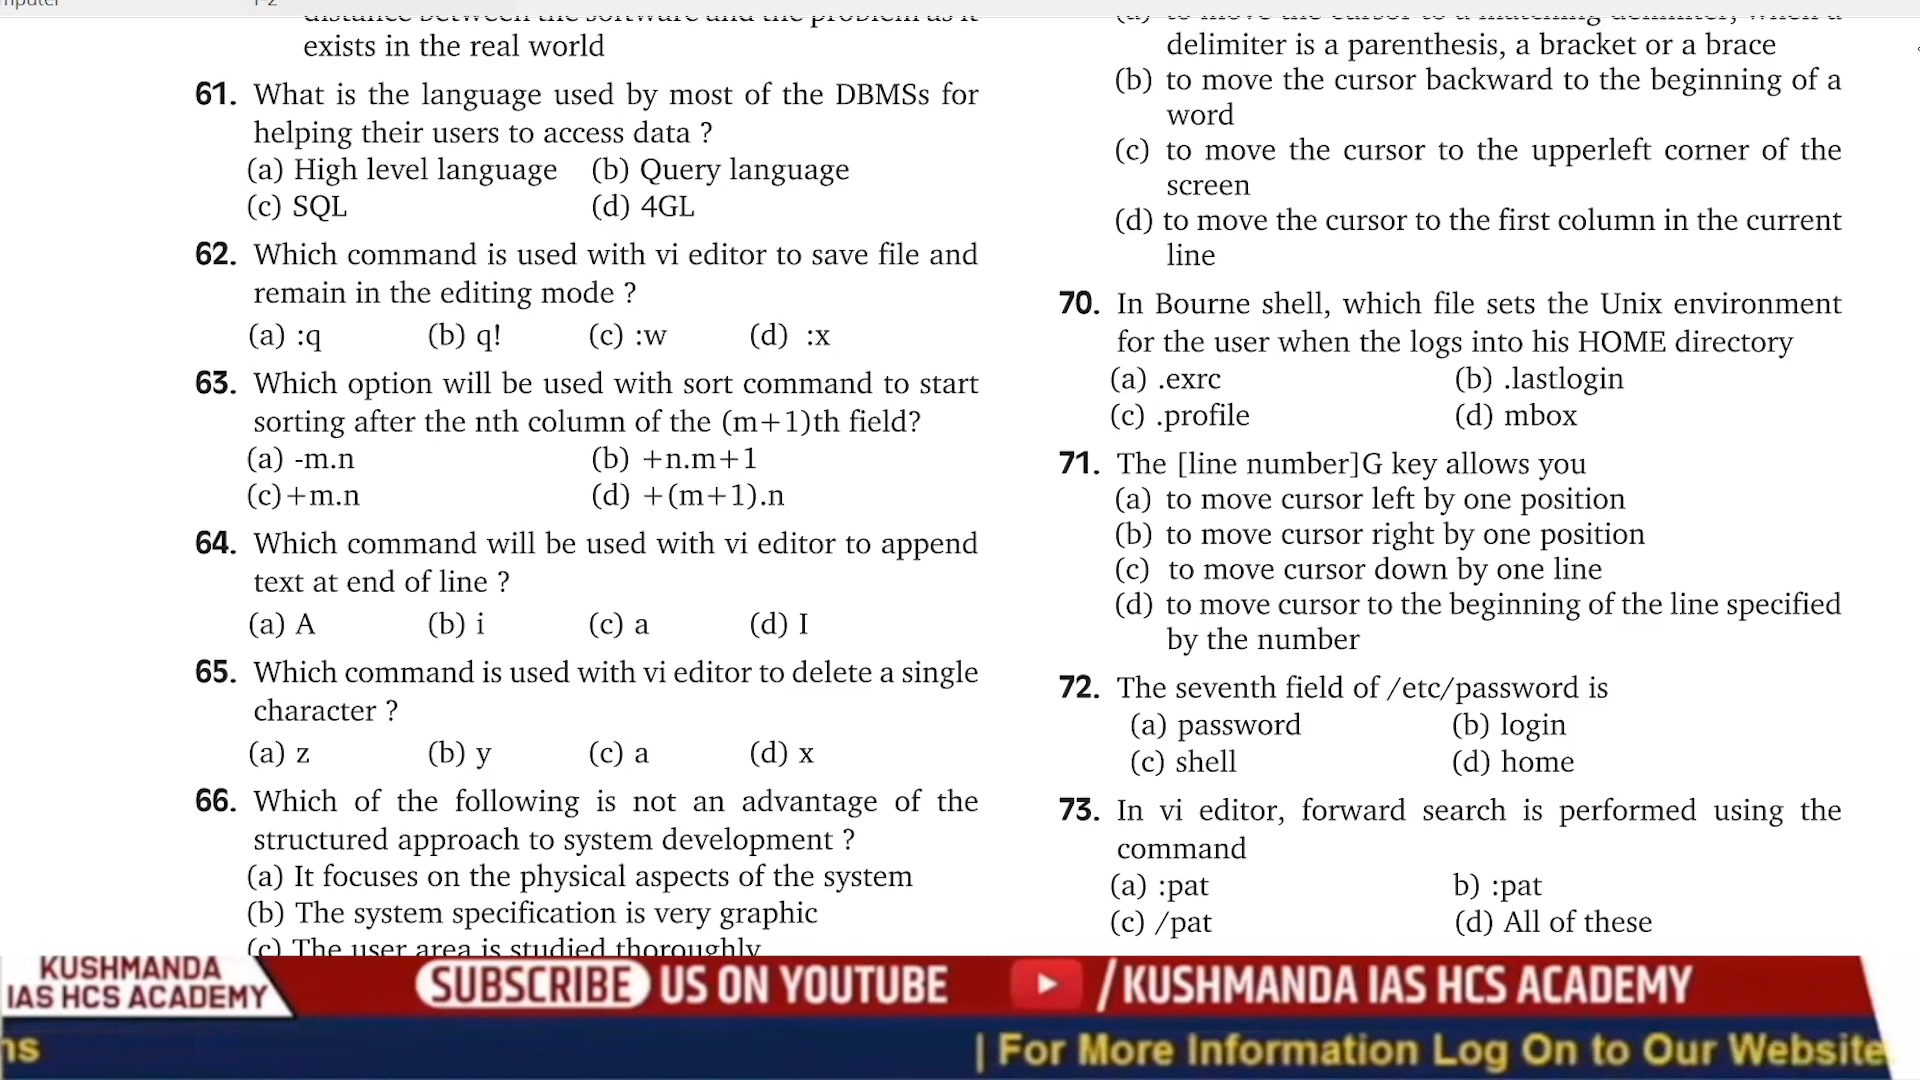 exists in the real world
61. What is the language used by most of the DBMSs for
helping their users to access data ?
(a) High level language (b) Query language
(c) SQL (d) 4GL
62. Which command is used with vi editor to save file and
remain in the editing mode ?
(a) :q (b) q! (c) :w (d) :x
63. Which option will be used with sort command to start
sorting after the nth column of the (m+1)th field?
(a) -m.n (b) +n.m+1
(c)+m.n (d) +(m+1).n
64. Which command will be used with vi editor to append
text at end of line ?
(a) A (b) i (c) a (d) I
65. Which command is used with vi editor to delete a single
character ?
(a) z (b) y (c) a (d) x
66. Which of the following is not an advantage of the
structured approach to system development ?
(a) It focuses on the physical aspects of the system
(b) The system specification is very graphic
(c) The user area is studied thoroughly
delimiter is a parenthesis, a bracket or a brace
(b) to move the cursor backward to the beginning of a
word
(c) to move the cursor to the upperleft corner of the
screen
(d) to move the cursor to the first column in the current
line
70. In Bourne shell, which file sets the Unix environment
for the user when the logs into his HOME directory
(a) .exrc (b) .lastlogin
(c) .profile (d) mbox
71. The [line number]G key allows you
(a) to move cursor left by one position
(b) to move cursor right by one position
(c) to move cursor down by one line
(d) to move cursor to the beginning of the line specified
by the number
72. The seventh field of /etc/password is
(a) password (b) login
(c) shell (d) home
73. In vi editor, forward search is performed using the
command
(a) :pat b) :pat
(c) /pat (d) All of these
KUSHMANDA
IAS HCS ACADEMY
SUBSCRIBE US ON YOUTUBE /KUSHMANDA IAS HCS ACADEMY
| For More Information Log On to Our Website